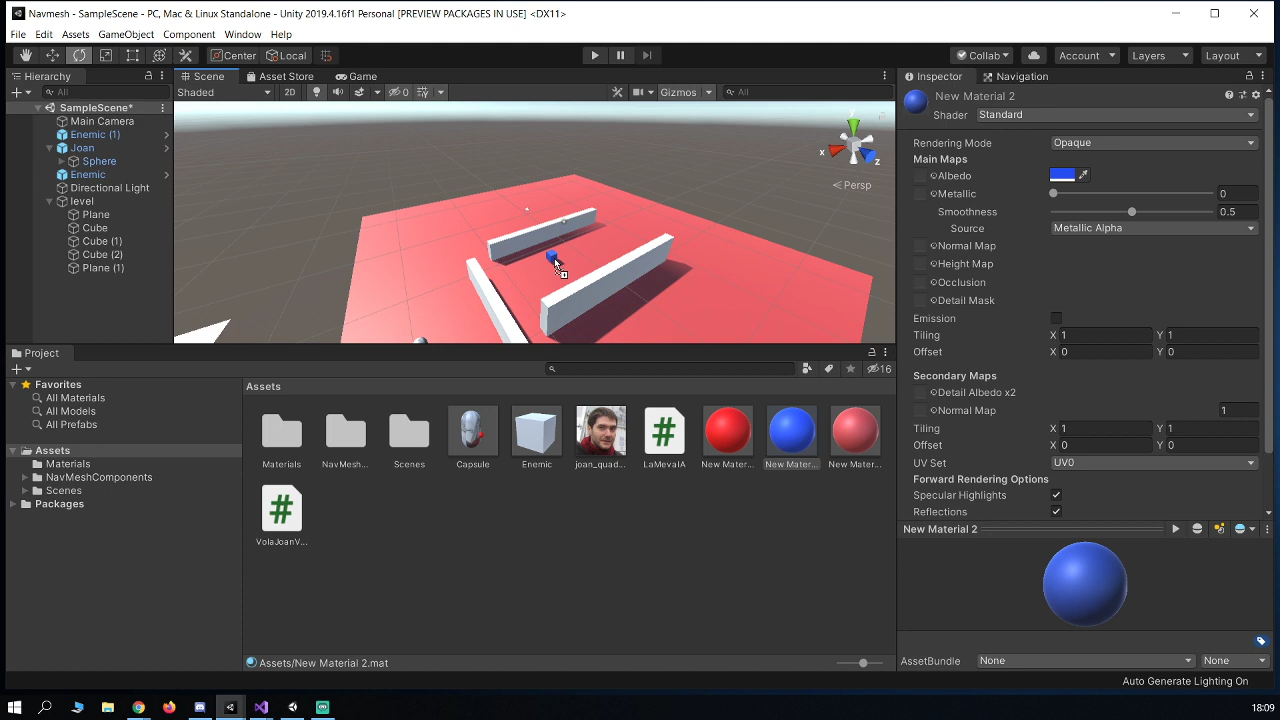 Navmesh - SampleScene - PC, Mac & Linux Standalone - Unity 2019.4.16f1 Personal [PREVIEW PACKAGES IN USE] <DX11>
File Edit Assets GameObject Component Window Help
Center Local Collab Account Layers Layout
Hierarchy
All
SampleScene*
Main Camera
Enemic (1)
Joan
Sphere
Enemic
Directional Light
level
Plane
Cube
Cube (1)
Cube (2)
Plane (1)
Scene Asset Store Game
Shaded 2D 0 Gizmos All
y
x
z
Persp
Inspector Navigation
New Material 2
Shader Standard
Rendering Mode Opaque
Main Maps
Albedo
Metallic 0
Smoothness 0.5
Source Metallic Alpha
Normal Map
Height Map
Occlusion
Detail Mask
Emission
Tiling X 1 Y 1
Offset X 0 Y 0
Secondary Maps
Detail Albedo x2
Normal Map 1
Tiling X 1 Y 1
Offset X 0 Y 0
UV Set UV0
Forward Rendering Options
Specular Highlights
Reflections
New Material 2
AssetBundle None None
Project
16
Favorites
All Materials
All Models
All Prefabs
Assets
Materials
NavMeshComponents
Scenes
Packages
Assets
Materials NavMesh... Scenes Capsule Enemic joan_quad... LaMevaIA New Mater... New Mater... New Mater...
VolaJoanV...
Assets/New Material 2.mat
Auto Generate Lighting On
18:09